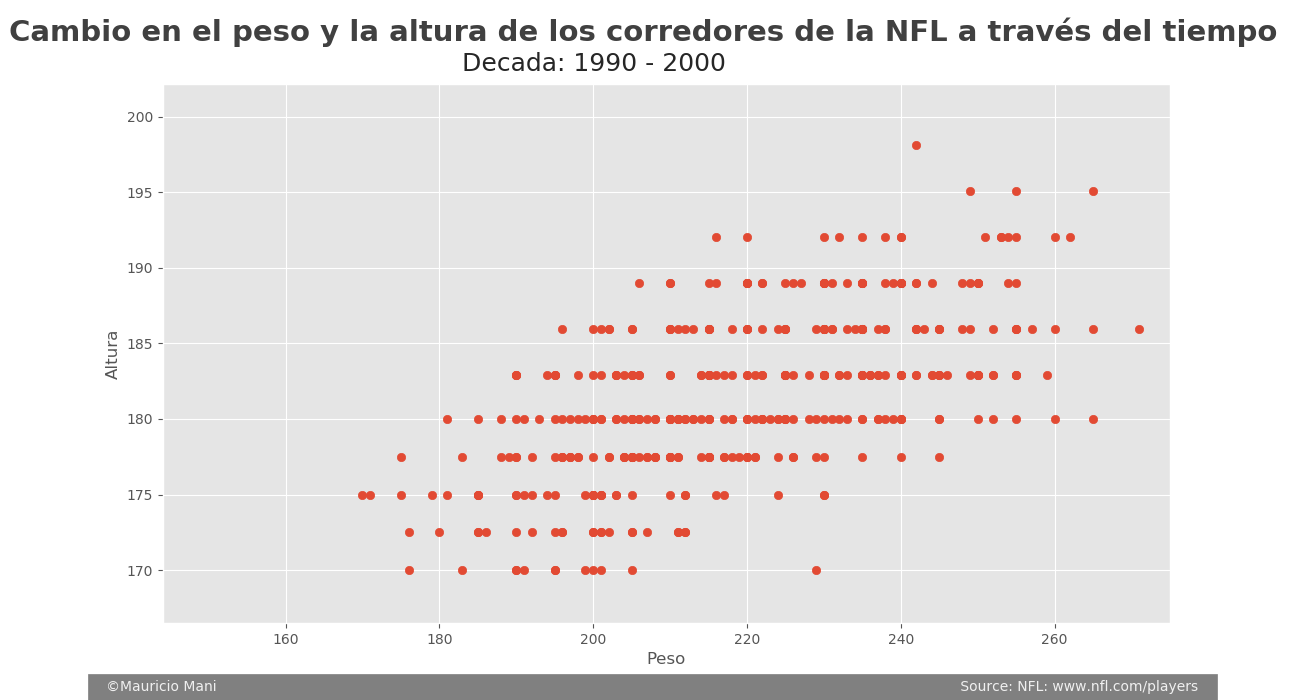 Cambio en el peso y la altura de los corredores de la NFL a través del tiempo
Decada: 1990 - 2000
200
195
190
185
180
175
170
Altura
160 180 200 220 240 260
Peso
©Mauricio Mani Source: NFL: www.nfl.com/players